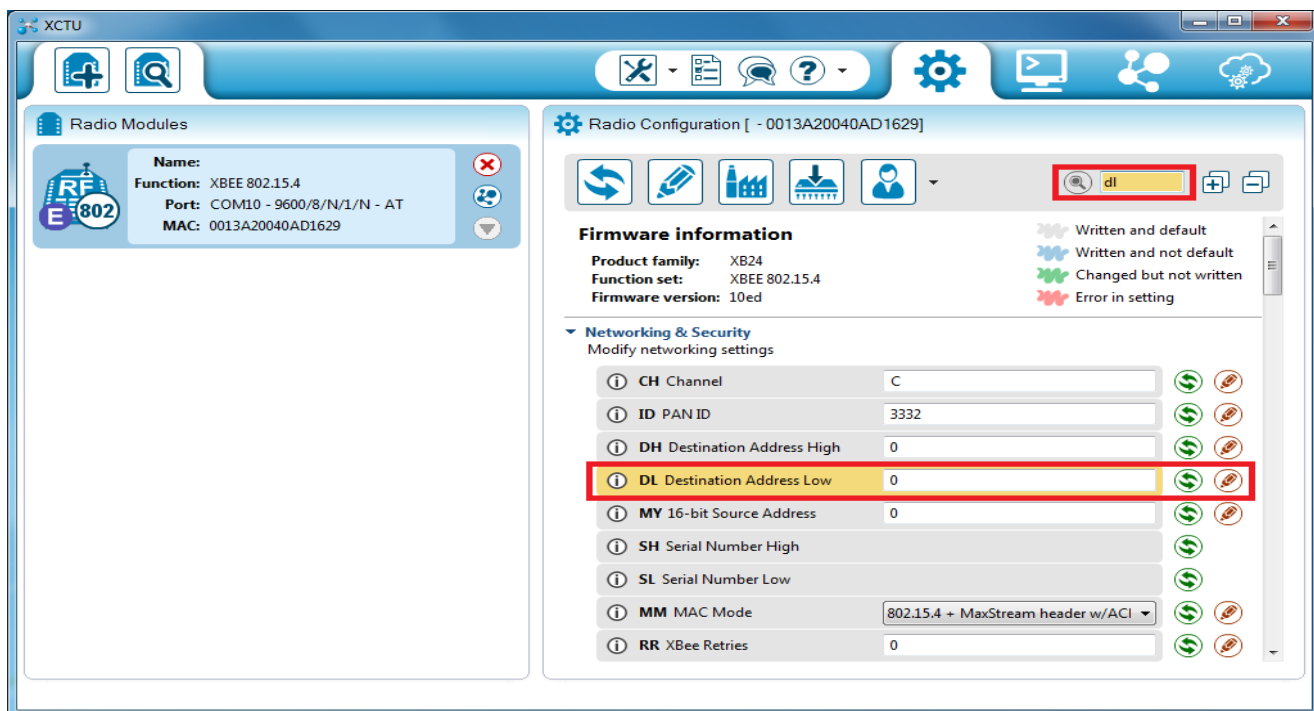 XCTU
Radio Modules
RF
E 802
Name:
Function: XBEE 802.15.4
Port: COM10 - 9600/8/N/1/N - AT
MAC: 0013A20040AD1629
Radio Configuration [ - 0013A20040AD1629]
dl
Firmware information
Product family: XB24
Function set: XBEE 802.15.4
Firmware version: 10ed
Written and default
Written and not default
Changed but not written
Error in setting
Networking & Security
Modify networking settings
CH Channel C
ID PAN ID 3332
DH Destination Address High 0
DL Destination Address Low 0
MY 16-bit Source Address 0
SH Serial Number High
SL Serial Number Low
MM MAC Mode 802.15.4 + MaxStream header w/ACI
RR XBee Retries 0